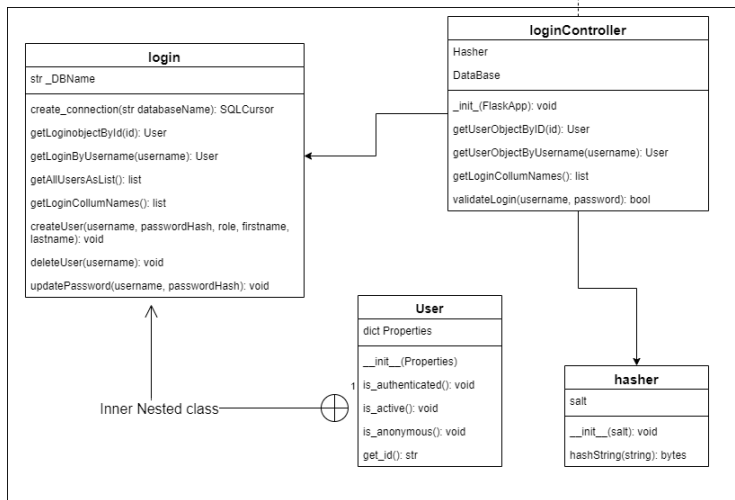 login
str _DBName
create_connection(str databaseName): SQLCursor
getLoginobjectById(id): User
getLoginByUsername(username): User
getAllUsersAsList(): list
getLoginCollumNames(): list
createUser(username, passwordHash, role, firstname,
lastname): void
deleteUser(username): void
updatePassword(username, passwordHash): void
loginController
Hasher
DataBase
_init_(FlaskApp): void
getUserObjectByID(id): User
getUserObjectByUsername(username): User
getLoginCollumNames(): list
validateLogin(username, password): bool
Inner Nested class
1
User
dict Properties
__init__(Properties)
is_authenticated(): void
is_active(): void
is_anonymous(): void
get_id(): str
hasher
salt
__init__(salt): void
hashString(string): bytes